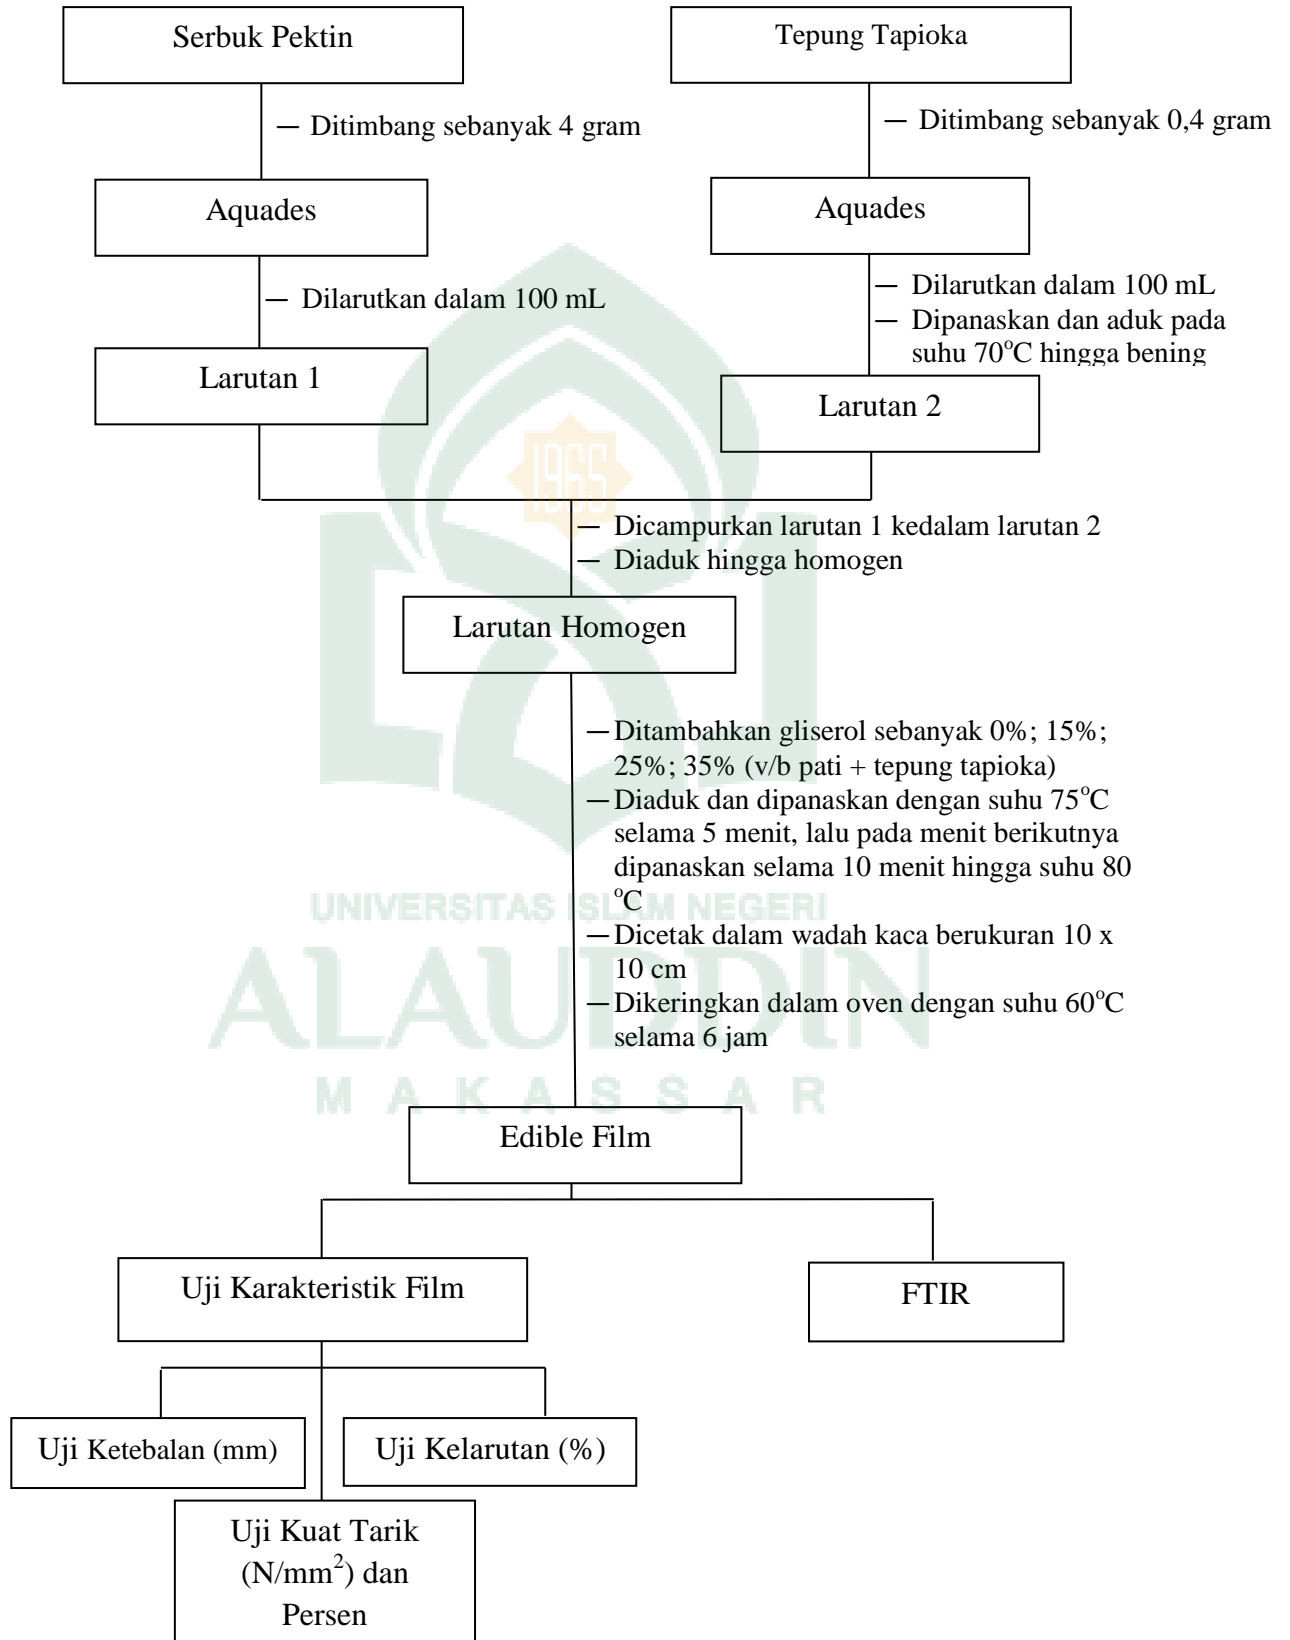 Serbuk Pektin
Tepung Tapioka
— Ditimbang sebanyak 4 gram
— Ditimbang sebanyak 0,4 gram
Aquades
Aquades
— Dilarutkan dalam 100 mL
— Dilarutkan dalam 100 mL
— Dipanaskan dan aduk pada
suhu 70°C hingga bening
Larutan 1
Larutan 2
1965
— Dicampurkan larutan 1 kedalam larutan 2
— Diaduk hingga homogen
Larutan Homogen
— Ditambahkan gliserol sebanyak 0%; 15%;
25%; 35% (v/b pati + tepung tapioka)
— Diaduk dan dipanaskan dengan suhu 75°C
selama 5 menit, lalu pada menit berikutnya
dipanaskan selama 10 menit hingga suhu 80
°C
— Dicetak dalam wadah kaca berukuran 10 x
10 cm
— Dikeringkan dalam oven dengan suhu 60°C
selama 6 jam
UNIVERSITAS ISLAM NEGERI
ALAUDDIN
MAKASSAR
Edible Film
Uji Karakteristik Film
FTIR
Uji Ketebalan (mm)
Uji Kelarutan (%)
Uji Kuat Tarik
(N/mm²) dan
Persen